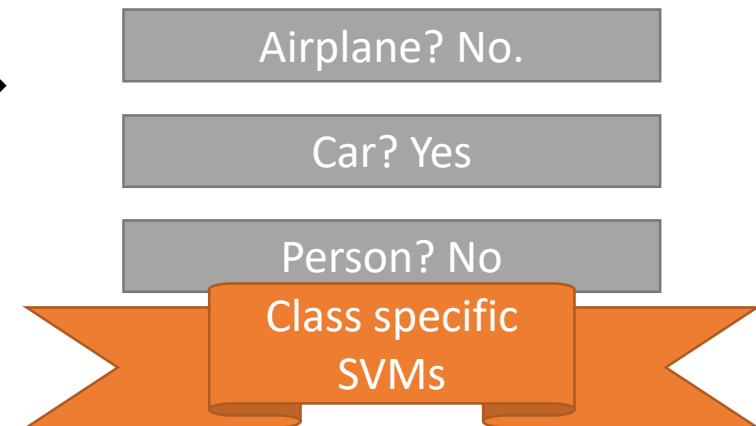 Airplane? No.
Car? Yes
Person? No
Class specific
SVMs